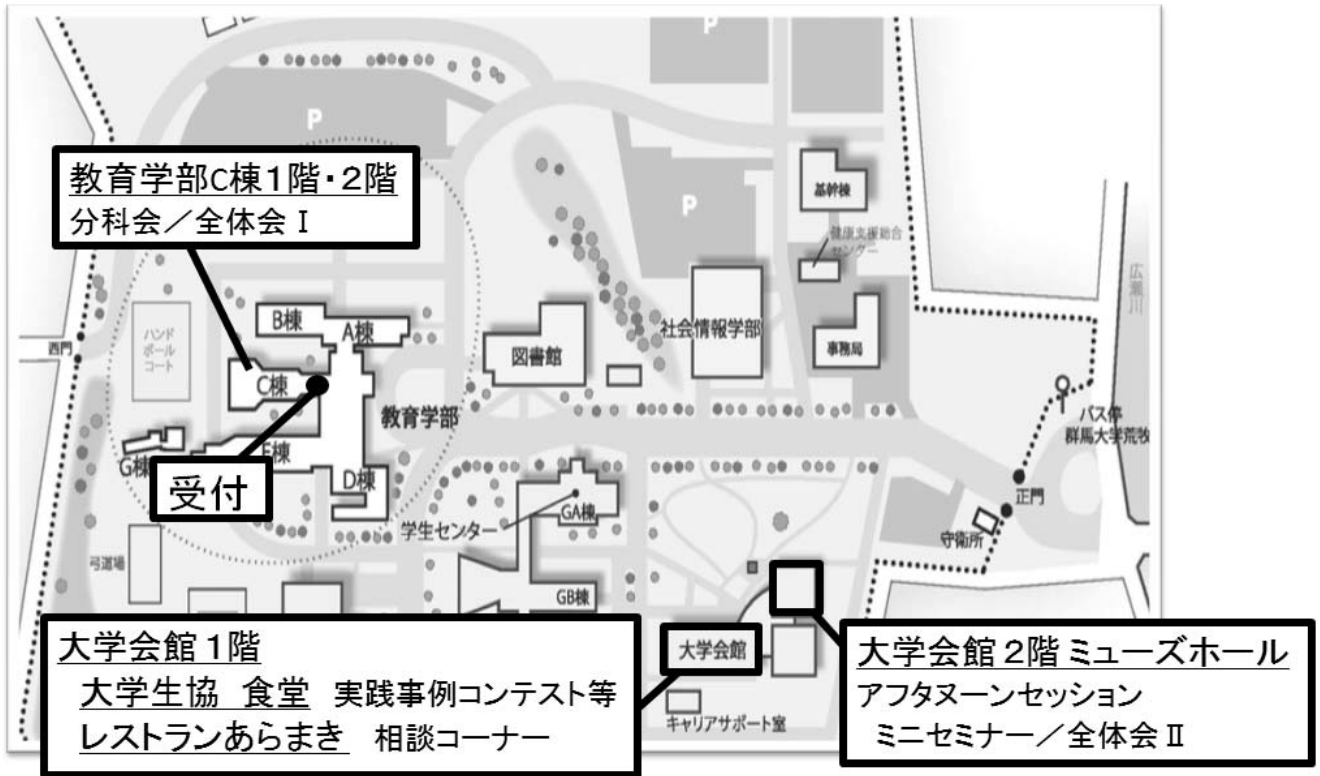 P
P
教育学部C棟1階・2階
分科会／全体会Ⅰ
P
基幹棟
健康支援総合
センター
広瀬川
西門
ハンド
ボール
コート
B棟
A棟
C棟
図書館
社会情報学部
事務局
教育学部
バス停
群馬大学荒牧
G棟
E棟
D棟
受付
学生センター
GA棟
正門
守衛所
弓道場
GB棟
大学会館1階
大学生協 食堂 実践事例コンテスト等
レストランあらまき 相談コーナー
大学会館
キャリアサポート室
大学会館2階 ミューズホール
アフタヌーンセッション
ミニセミナー／全体会Ⅱ